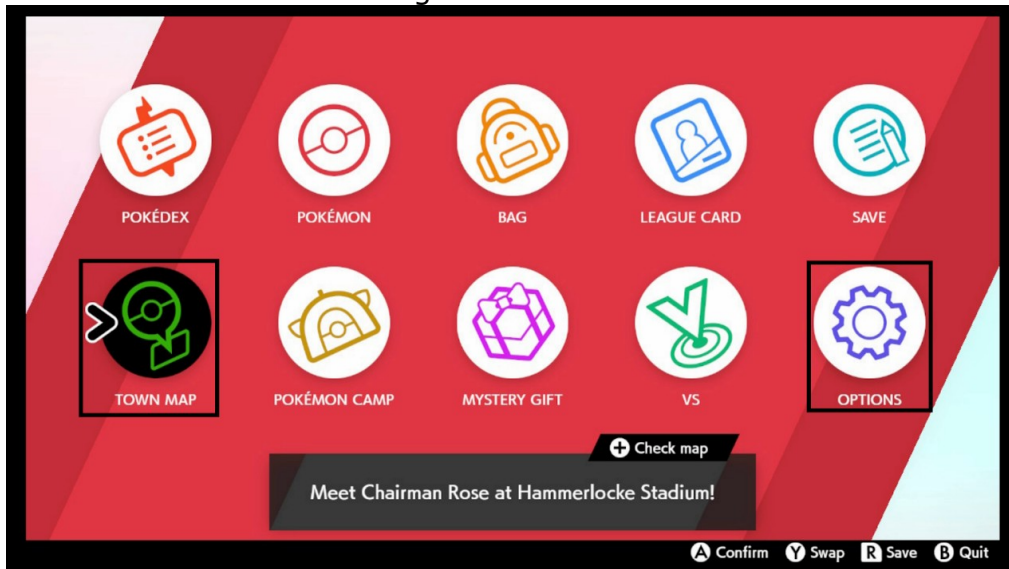 POKÉDEX POKÉMON BAG LEAGUE CARD SAVE
TOWN MAP POKÉMON CAMP MYSTERY GIFT VS OPTIONS
+ Check map
Meet Chairman Rose at Hammerlocke Stadium!
A Confirm Y Swap R Save B Quit